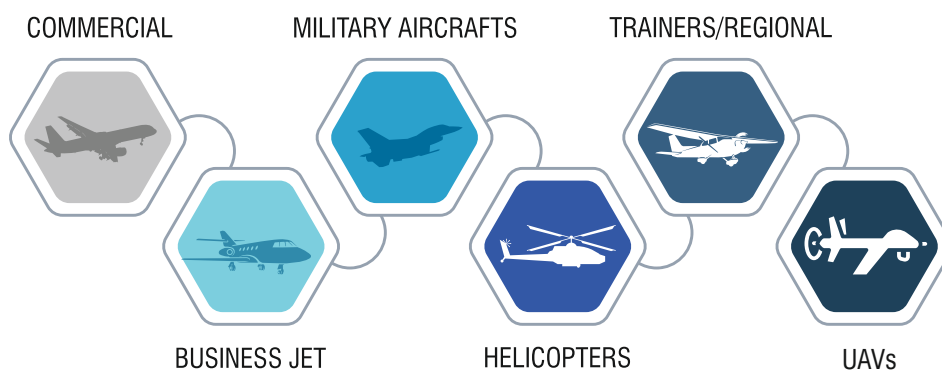 COMMERCIAL
MILITARY AIRCRAFTS
TRAINERS/REGIONAL
BUSINESS JET
HELICOPTERS
UAVs